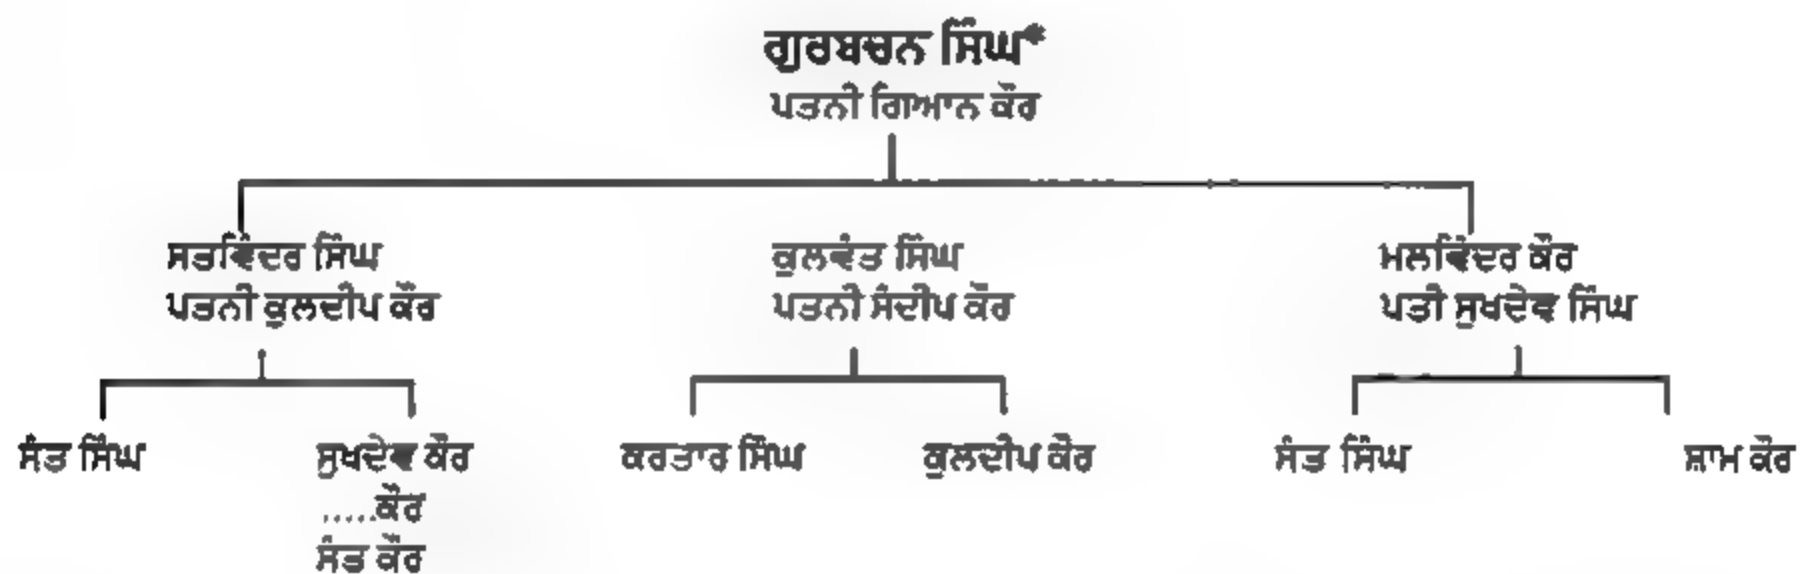 ਗੁਰਬਚਨ ਸਿੰਘ*
ਪਤਨੀ ਗਿਆਨ ਕੌਰ
ਸਤਵਿੰਦਰ ਸਿੰਘ
ਪਤਨੀ ਕੁਲਦੀਪ ਕੌਰ
ਕੁਲਵੰਤ ਸਿੰਘ
ਪਤਨੀ ਸੰਦੀਪ ਕੌਰ
ਮਲਵਿੰਦਰ ਕੌਰ
ਪਤੀ ਸੁਖਦੇਵ ਸਿੰਘ
ਸੰਤ ਸਿੰਘ
ਸੁਖਦੇਵ ਕੌਰ
.....ਕੌਰ
ਸੰਤ ਕੌਰ
ਕਰਤਾਰ ਸਿੰਘ
ਕੁਲਦੀਪ ਕੌਰ
ਸੰਤ ਸਿੰਘ
ਸ਼ਾਮ ਕੌਰ